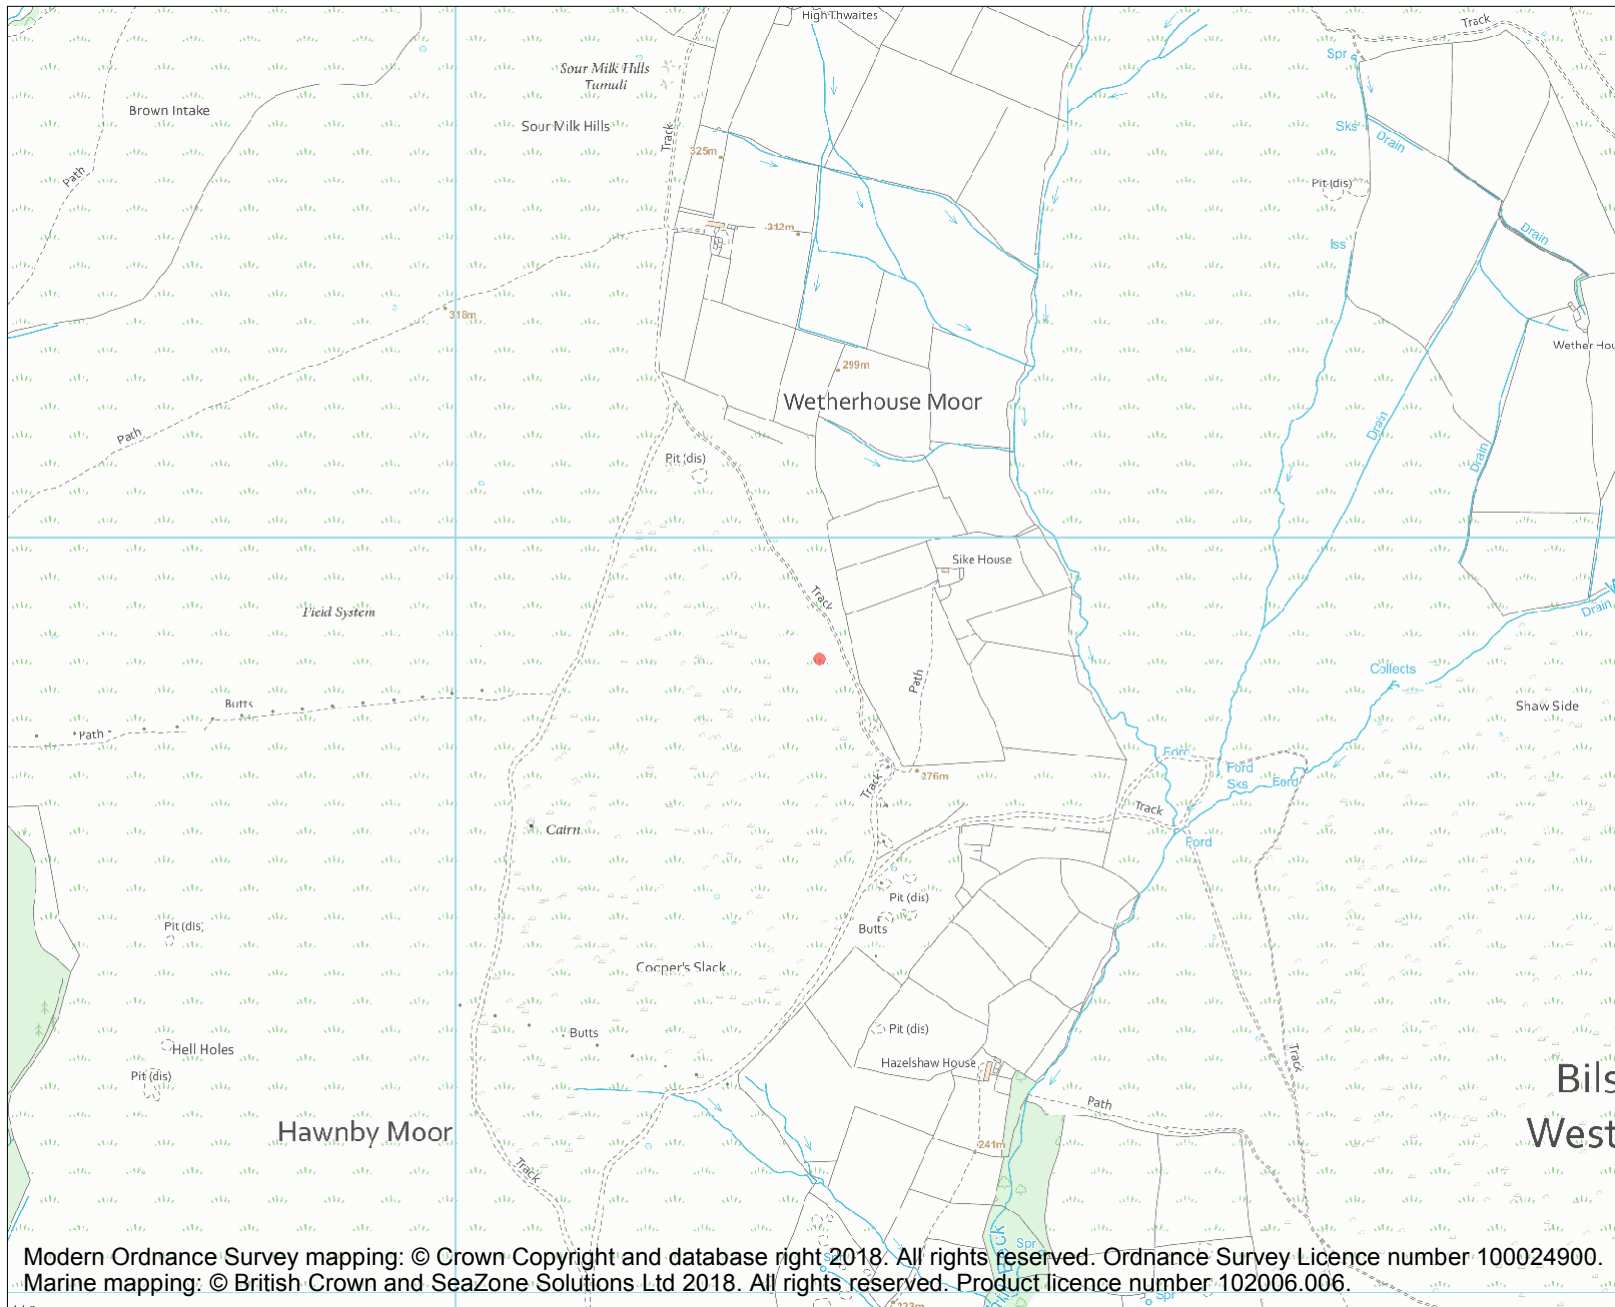 High Thwaites
Track
Sour Milk Hills
Tumuli
Spr
Brown Intake
Sour Milk Hills
Sks
Drain
Track
325m
Path
Pit (dis)
312m
Drain
Iss
318m
Wether Hou
299m
Wetherhouse Moor
Path
Drain
Pit (dis)
Drain
Sike House
Track
Field System
Drain
Collects
Path
Butts
Shaw Side
Path
Ford
Ford
Sks
Ford
276m
Track
Track
Cairn
Ford
Pit (dis)
Pit (dis)
Butts
Cooper's Slack
Butts
Pit (dis)
Hell Holes
Track
Hazelshaw House
Pit (dis)
Bils
Path
Hawnby Moor
West
241m
Track
Spr
Spr
Modern Ordnance Survey mapping: © Crown Copyright and database right 2018. All rights reserved. Ordnance Survey Licence number 100024900.
Marine mapping: © British Crown and SeaZone Solutions Ltd 2018. All rights reserved. Product licence number 102006.006.
Spr
233m